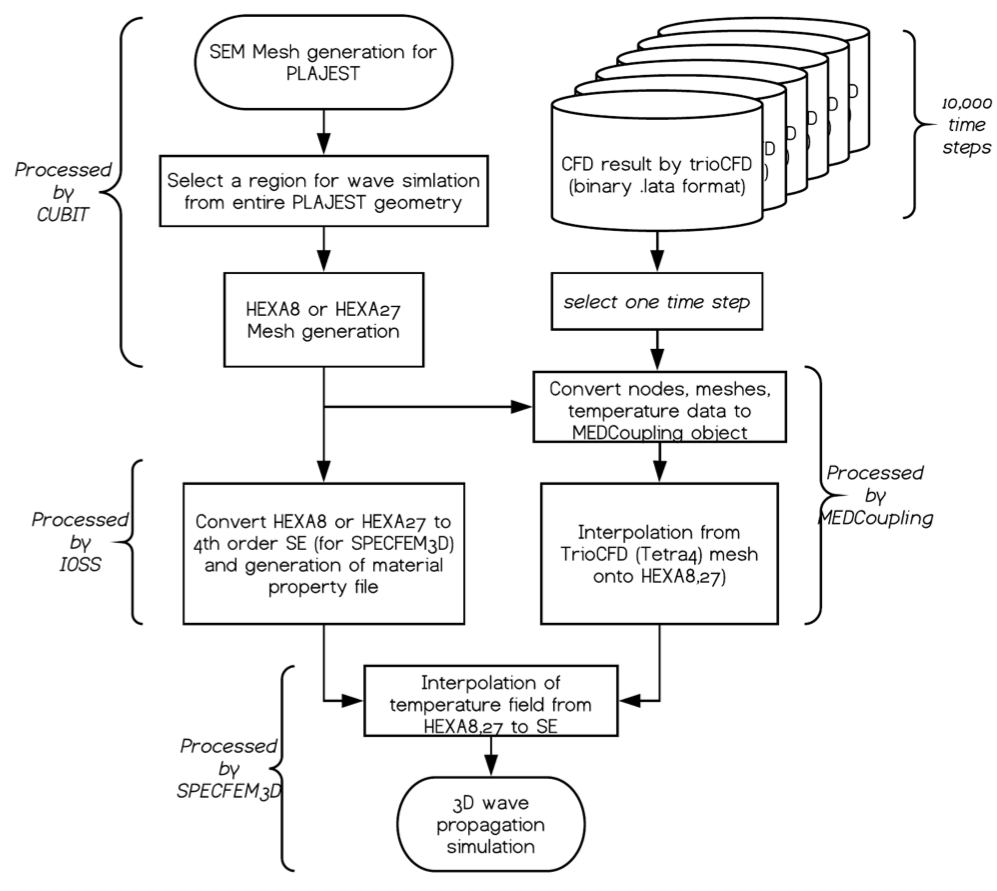 SEM Mesh generation for
PLAJEST
Select a region for wave simlation
from entire PLAJEST geometry
HEXA8 or HEXA27
Mesh generation
Processed
by
CUBIT
CFD result by trioCFD
(binary .lata format)
D
)
D
)
D
)
D
)
D
)
10,000
time
steps
select one time step
Convert nodes, meshes,
temperature data to
MEDCoupling object
Processed
by
IOSS
Convert HEXA8 or HEXA27 to
4th order SE (for SPECFEM3D)
and generation of material
property file
Interpolation from
TrioCFD (Tetra4) mesh
onto HEXA8,27)
Processed
by
MEDCoupling
Processed
by
SPECFEM3D
Interpolation of
temperature field from
HEXA8,27 to SE
3D wave
propagation
simulation